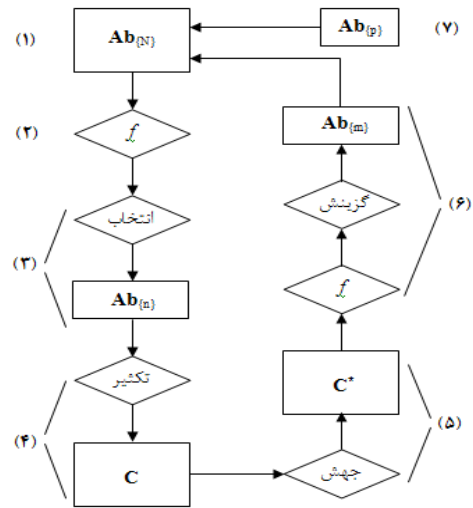 (۱)
Ab{N}
Ab{p}
(۷)
(۲)
f
Ab{m}
(۶)
گزینش
انتخاب
(۳)
Ab{n}
f
تکثیر
C*
(۴)
(۵)
C
جهش